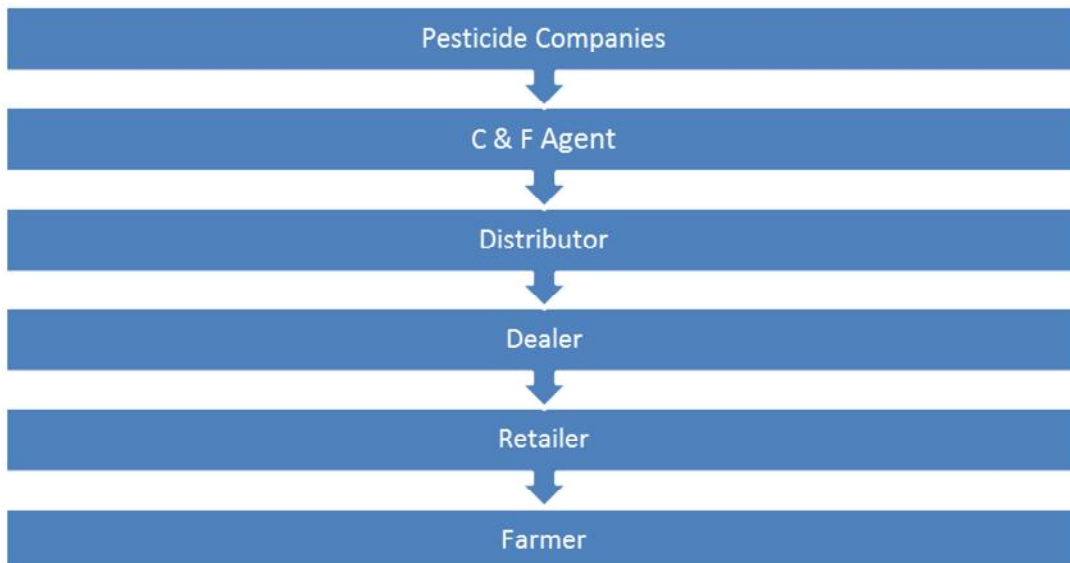 Pesticide Companies
C & F Agent
Distributor
Dealer
Retailer
Farmer